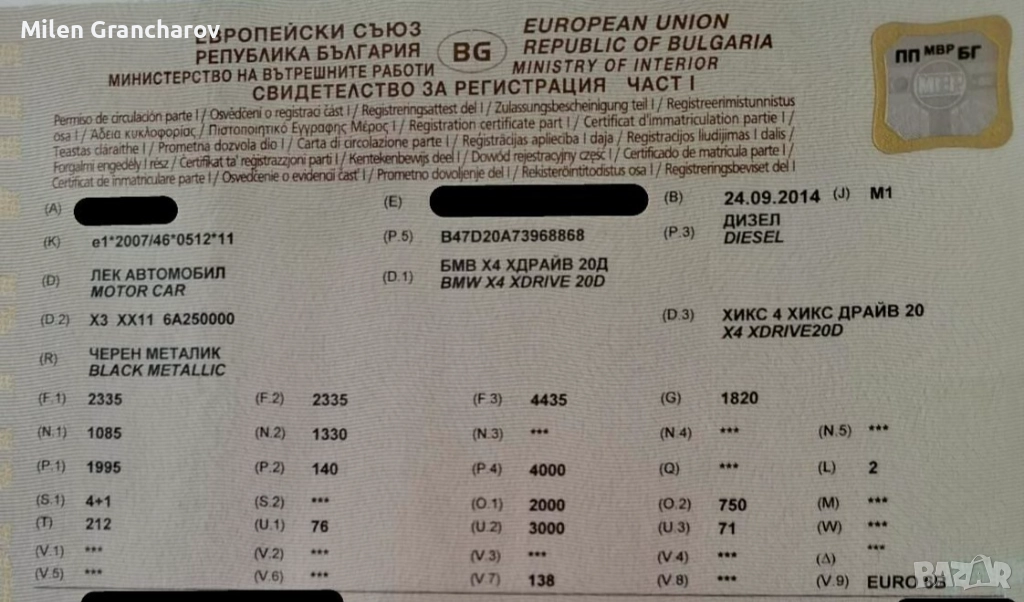 Milen Grancharov
ЕВРОПЕЙСКИ СЪЮЗ
РЕПУБЛИКА БЪЛГАРИЯ
МИНИСТЕРСТВО НА ВЪТРЕШНИТЕ РАБОТИ
BG
EUROPEAN UNION
REPUBLIC OF BULGARIA
MINISTRY OF INTERIOR
СВИДЕТЕЛСТВО ЗА РЕГИСТРАЦИЯ ЧАСТ I
ПП МВР БГ
МВР
Permiso de circulación parte I / Osvědčení o registraci část I / Registreringsattest del I / Zulassungsbescheinigung teil I / Registreerimistunnistus
osa I / Άδεια κυκλοφορίας / Πιστοποιητικό Εγγραφής Μέρος I / Registration certificate part I / Certificat d'immatriculation partie I /
Teastas cláraithe I / Prometna dozvola dio I / Carta di circolazione parte I / Reģistrācijas apliecība I daļa / Registracijos liudijimas I dalis /
Forgalmi engedély I rész / Ċertifikat ta' reġistrazzjoni parti I / Kentekenbewijs deel I / Dowód rejestracyjny część I / Certificado de matrícula parte I /
Certificat de înmatriculare parte I / Osvedčenie o evidencii časť I / Prometno dovoljenje del I / Rekisteröintitodistus osa I / Registreringsbeviset del I
(A) (E) (B) 24.09.2014 (J) M1
(K) e1*2007/46*0512*11 (P.5) B47D20A73968868 (P.3) ДИЗЕЛ
DIESEL
(D) ЛЕК АВТОМОБИЛ (D.1) БМВ Х4 ХДРАЙВ 20Д
MOTOR CAR BMW X4 XDRIVE 20D
(D.2) X3 XX11 6A250000 (D.3) ХИКС 4 ХИКС ДРАЙВ 20
X4 XDRIVE20D
(R) ЧЕРЕН МЕТАЛИК
BLACK METALLIC
(F.1) 2335 (F.2) 2335 (F.3) 4435 (G) 1820
(N.1) 1085 (N.2) 1330 (N.3) *** (N.4) *** (N.5) ***
(P.1) 1995 (P.2) 140 (P.4) 4000 (Q) *** (L) 2
(S.1) 4+1 (S.2) *** (O.1) 2000 (O.2) 750 (M) ***
(T) 212 (U.1) 76 (U.2) 3000 (U.3) 71 (W) ***
(V.1) *** (V.2) *** (V.3) *** (V.4) *** (Δ) ***
(V.5) *** (V.6) *** (V.7) 138 (V.8) *** (V.9) EURO 6B
BAZAR